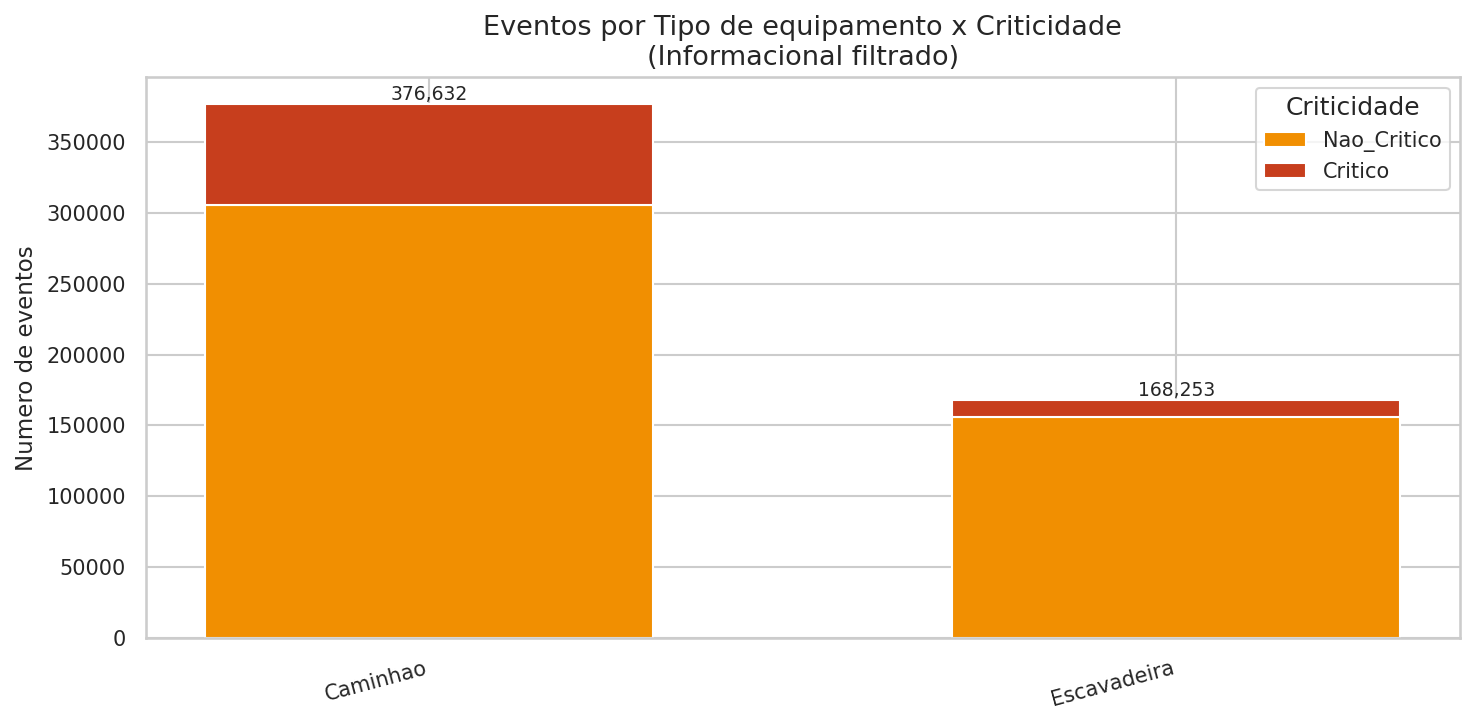 Eventos por Tipo de equipamento x Criticidade
(Informacional filtrado)
Numero de eventos
350000
300000
250000
200000
150000
100000
50000
0
376,632
168,253
Criticidade
Nao_Critico
Critico
Caminhao
Escavadeira